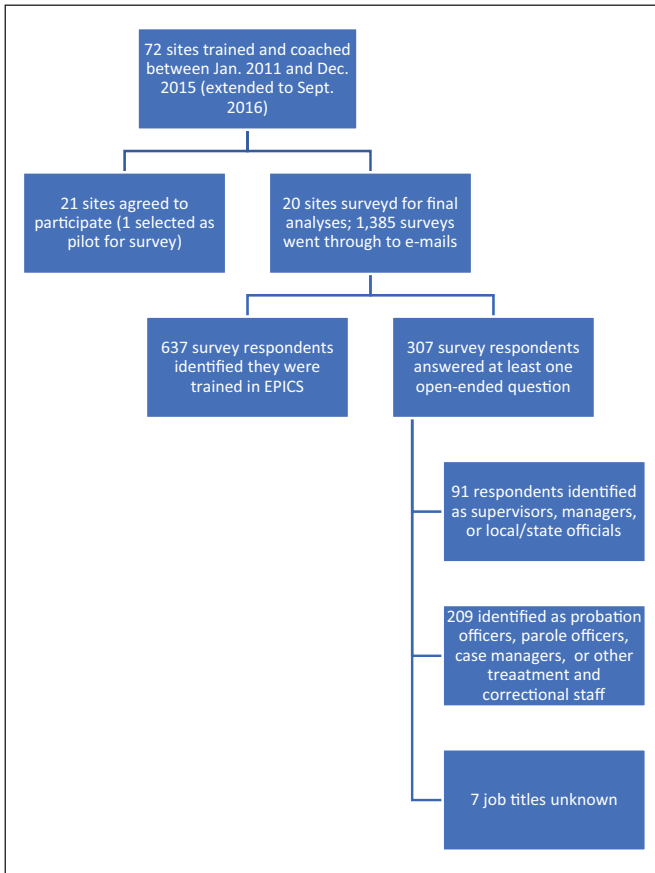 72 sites trained and coached
between Jan. 2011 and Dec.
2015 (extended to Sept.
2016)
21 sites agreed to
participate (1 selected as
pilot for survey)
20 sites surveyd for final
analyses; 1,385 surveys
went through to e-mails
637 survey respondents
identified they were
trained in EPICS
307 survey respondents
answered at least one
open-ended question
91 respondents identified
as supervisors, managers,
or local/state officials
209 identified as probation
officers, parole officers,
case managers, or other
treaatment and
correctional staff
7 job titles unknown